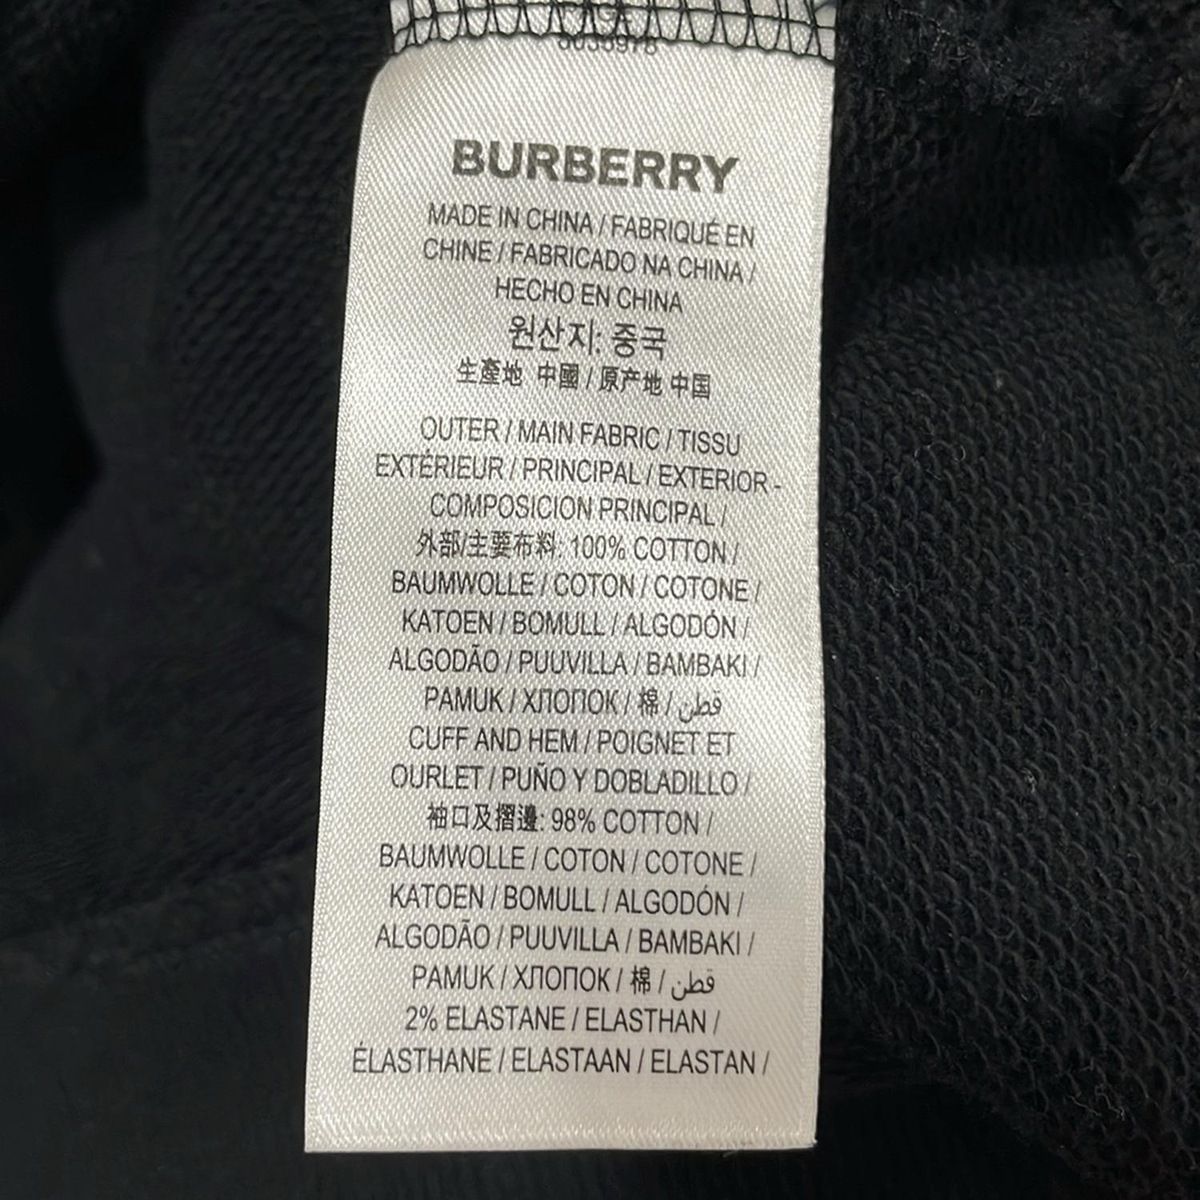 BURBERRY
MADE IN CHINA / FABRIQUÉ EN
CHINE / FABRICADO NA CHINA /
HECHO EN CHINA
원산지: 중국
生產地 中國 / 原产地 中国
OUTER / MAIN FABRIC / TISSU
EXTÉRIEUR / PRINCIPAL / EXTERIOR -
COMPOSICION PRINCIPAL /
外部/主要布料: 100% COTTON /
BAUMWOLLE / COTON / COTONE /
KATOEN / BOMULL / ALGODÓN /
ALGODÃO / PUUVILLA / BAMBAKI /
PAMUK / ХЛОПОК / 棉 / قطن /
CUFF AND HEM / POIGNET ET
OURLET / PUÑO Y DOBLADILLO /
袖口及摺邊: 98% COTTON /
BAUMWOLLE / COTON / COTONE /
KATOEN / BOMULL / ALGODÓN /
ALGODÃO / PUUVILLA / BAMBAKI /
PAMUK / ХЛОПОК / 棉 / قطن
2% ELASTANE / ELASTHAN /
ÉLASTHANE / ELASTAAN / ELASTAN /